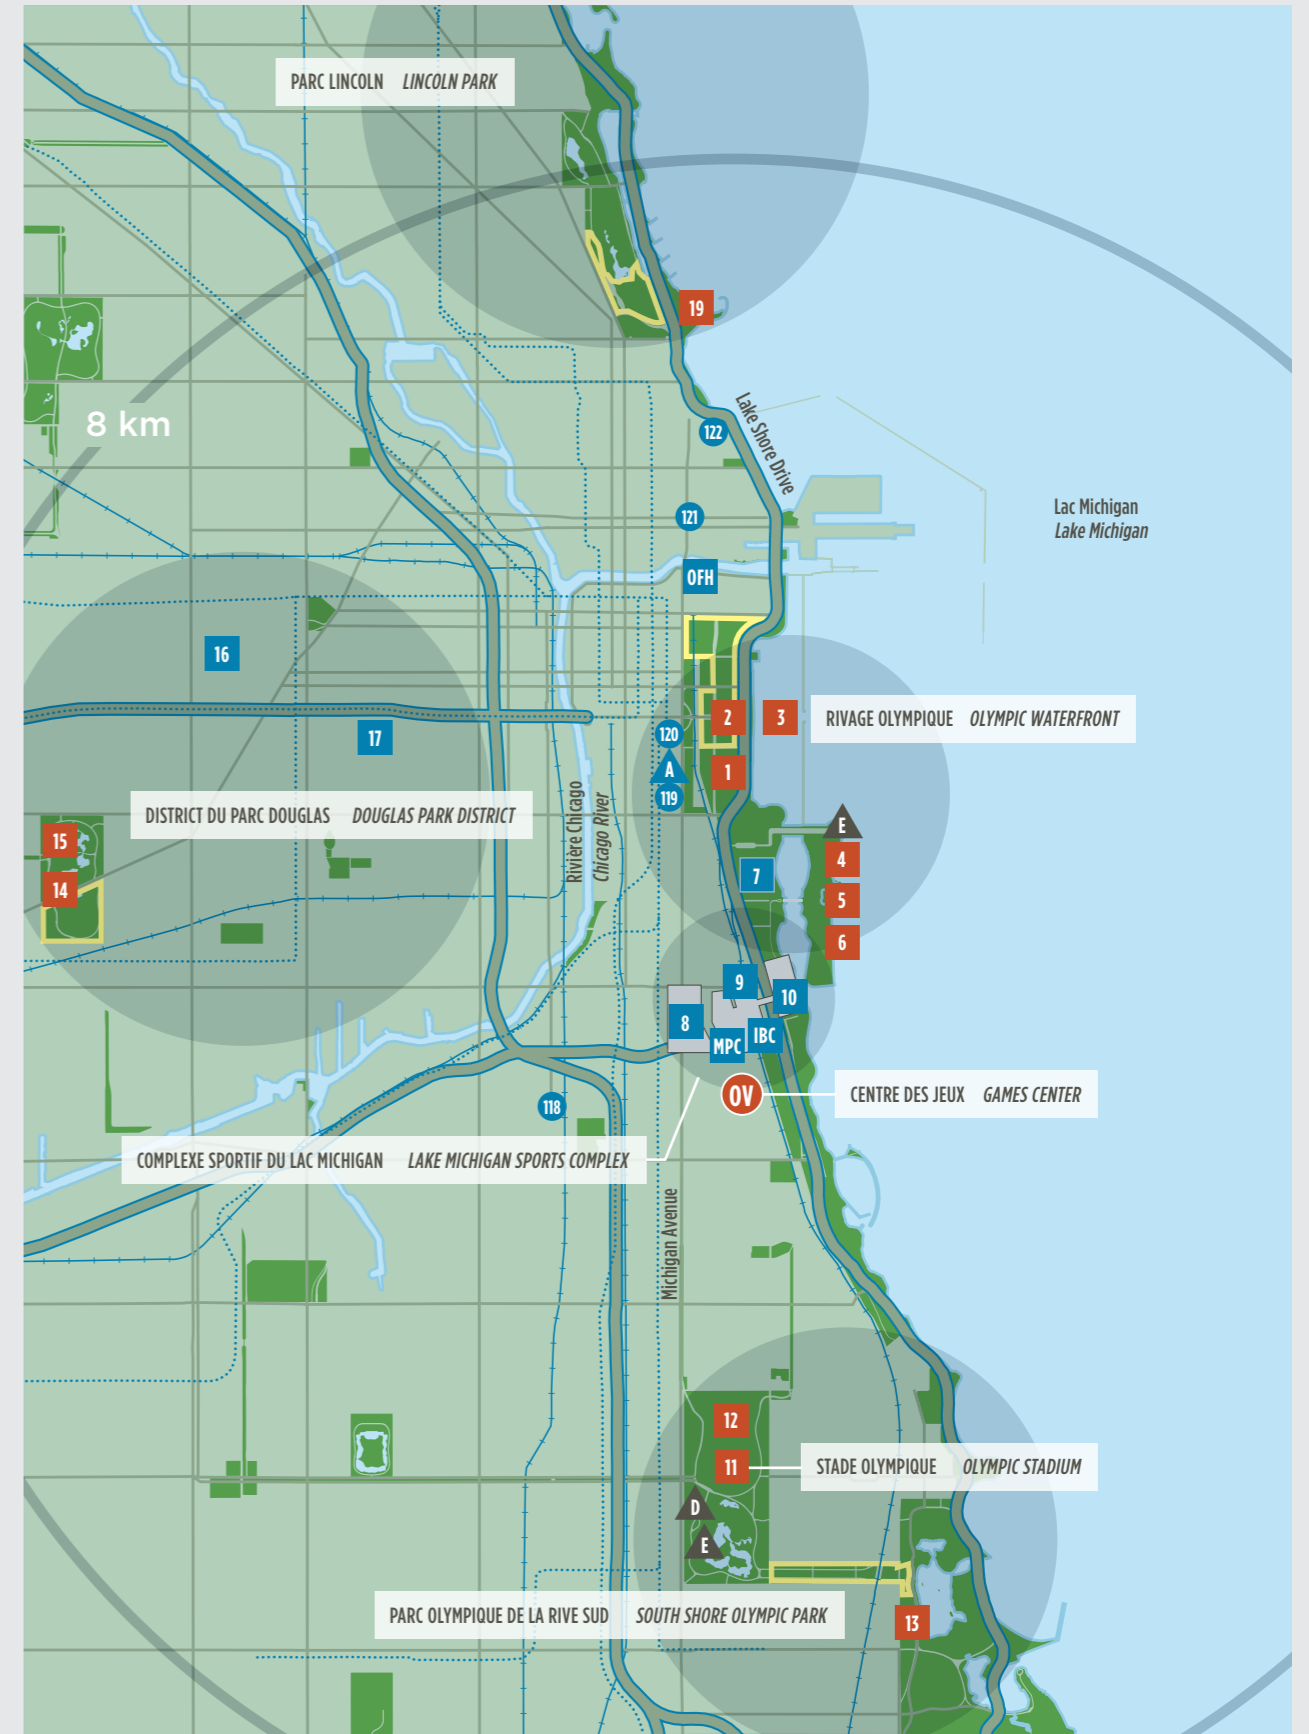 PARC LINCOLN LINCOLN PARK
19
8 km
Lake Shore Drive
122
Lac Michigan
Lake Michigan
121
OFH
16
2
3
RIVAGE OLYMPIQUE OLYMPIC WATERFRONT
17
120
A
1
119
DISTRICT DU PARC DOUGLAS DOUGLAS PARK DISTRICT
Rivière Chicago
Chicago River
E
15
4
14
7
5
6
9
10
8
MPC
IBC
OV
CENTRE DES JEUX GAMES CENTER
118
COMPLEXE SPORTIF DU LAC MICHIGAN LAKE MICHIGAN SPORTS COMPLEX
Michigan Avenue
12
11
STADE OLYMPIQUE OLYMPIC STADIUM
D
E
PARC OLYMPIQUE DE LA RIVE SUD SOUTH SHORE OLYMPIC PARK
13